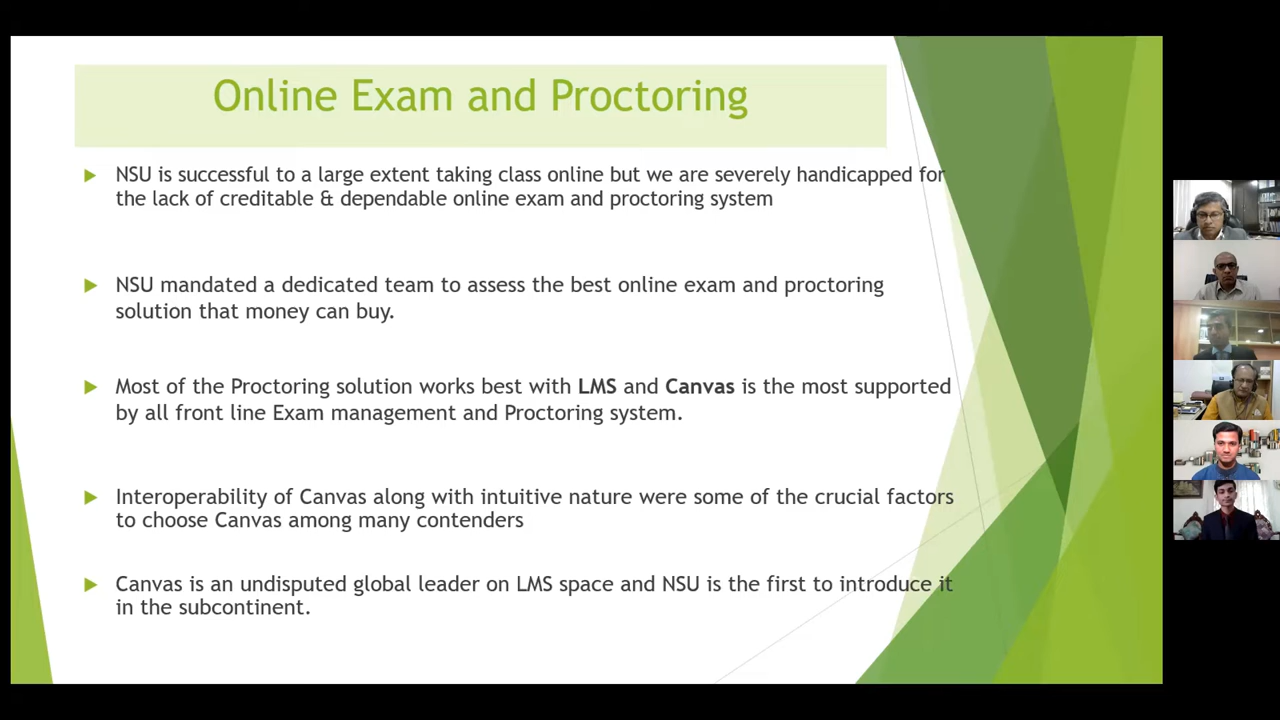 Online Exam and Proctoring
NSU is successful to a large extent taking class online but we are severely handicapped for
the lack of creditable & dependable online exam and proctoring system
NSU mandated a dedicated team to assess the best online exam and proctoring
solution that money can buy.
Most of the Proctoring solution works best with LMS and Canvas is the most supported
by all front line Exam management and Proctoring system.
Interoperability of Canvas along with intuitive nature were some of the crucial factors
to choose Canvas among many contenders
Canvas is an undisputed global leader on LMS space and NSU is the first to introduce it
in the subcontinent.